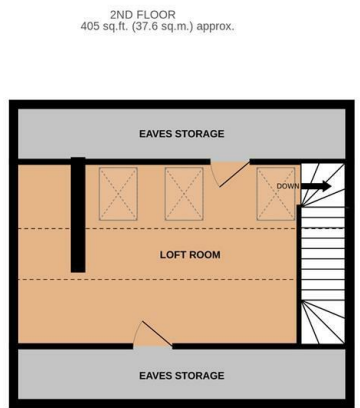 2ND FLOOR
405 sq.ft. (37.6 sq.m.) approx.
EAVES STORAGE
DOWN
LOFT ROOM
EAVES STORAGE